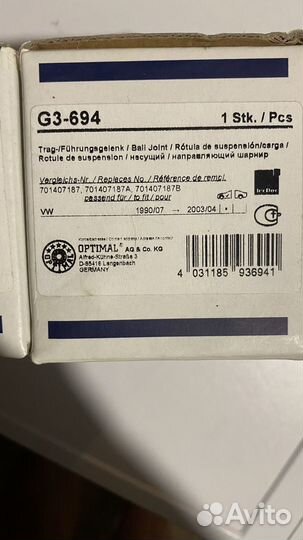 G3-694
1 Stk. / Pcs
Trag-/Führungsgelenk / Ball Joint / Rótula de suspensión/carga /
Rotule de suspension / несущий / направляющий шарнир
Vergleichs-Nr. / Replaces No. / Référence de rempl.
701407187, 701407187A, 701407187B
passend für / to fit / pour
TecDoc
VW 1990/07 → 2003/04
OPTIMAL® AG & Co. KG
Alfred-Kühne-Straße 3
D-85416 Langenbach
GERMANY
4 031185 936941
Avito